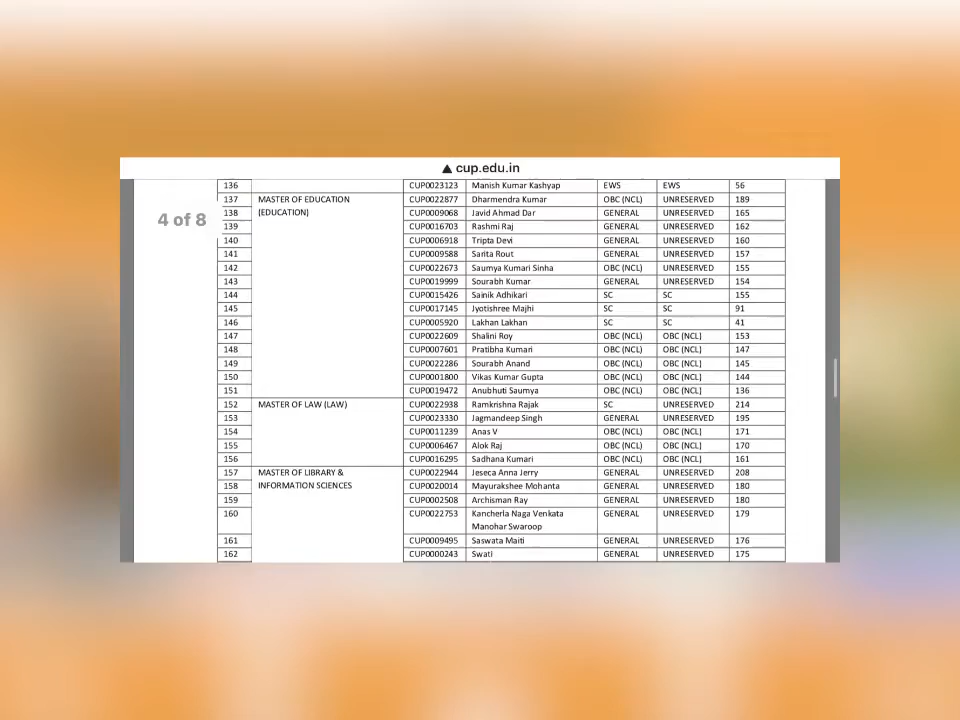 ▲ cup.edu.in
4 of 8
136 CUP0023123 Manish Kumar Kashyap EWS EWS 56
137 MASTER OF EDUCATION CUP0022877 Dharmendra Kumar OBC (NCL) UNRESERVED 189
138 (EDUCATION) CUP0009068 Javid Ahmad Dar GENERAL UNRESERVED 165
139 CUP0016703 Rashmi Raj GENERAL UNRESERVED 162
140 CUP0006918 Tripta Devi GENERAL UNRESERVED 160
141 CUP0009588 Sarita Rout GENERAL UNRESERVED 157
142 CUP0022673 Saumya Kumari Sinha OBC (NCL) UNRESERVED 155
143 CUP0019999 Sourabh Kumar GENERAL UNRESERVED 154
144 CUP0015426 Sainik Adhikari SC SC 155
145 CUP0017145 Jyotishree Majhi SC SC 91
146 CUP0005920 Lakhan Lakhan SC SC 41
147 CUP0022609 Shalini Roy OBC (NCL) OBC (NCL) 153
148 CUP0007601 Pratibha Kumari OBC (NCL) OBC (NCL) 147
149 CUP0022286 Sourabh Anand OBC (NCL) OBC (NCL) 145
150 CUP0001800 Vikas Kumar Gupta OBC (NCL) OBC (NCL) 144
151 CUP0019472 Anubhuti Saumya OBC (NCL) OBC (NCL) 136
152 MASTER OF LAW (LAW) CUP0022938 Ramkrishna Rajak SC UNRESERVED 214
153 CUP0023330 Jagmandeep Singh GENERAL UNRESERVED 195
154 CUP0011239 Anas V OBC (NCL) OBC (NCL) 171
155 CUP0006467 Alok Raj OBC (NCL) OBC (NCL) 170
156 CUP0016295 Sadhana Kumari OBC (NCL) OBC (NCL) 161
157 MASTER OF LIBRARY & CUP0022944 Jeseca Anna Jerry GENERAL UNRESERVED 208
158 INFORMATION SCIENCES CUP0020014 Mayurakshee Mohanta GENERAL UNRESERVED 180
159 CUP0002508 Archisman Ray GENERAL UNRESERVED 180
160 CUP0022753 Kancherla Naga Venkata GENERAL UNRESERVED 179
Manohar Swaroop
161 CUP0009495 Saswata Maiti GENERAL UNRESERVED 176
162 CUP0000243 Swati GENERAL UNRESERVED 175